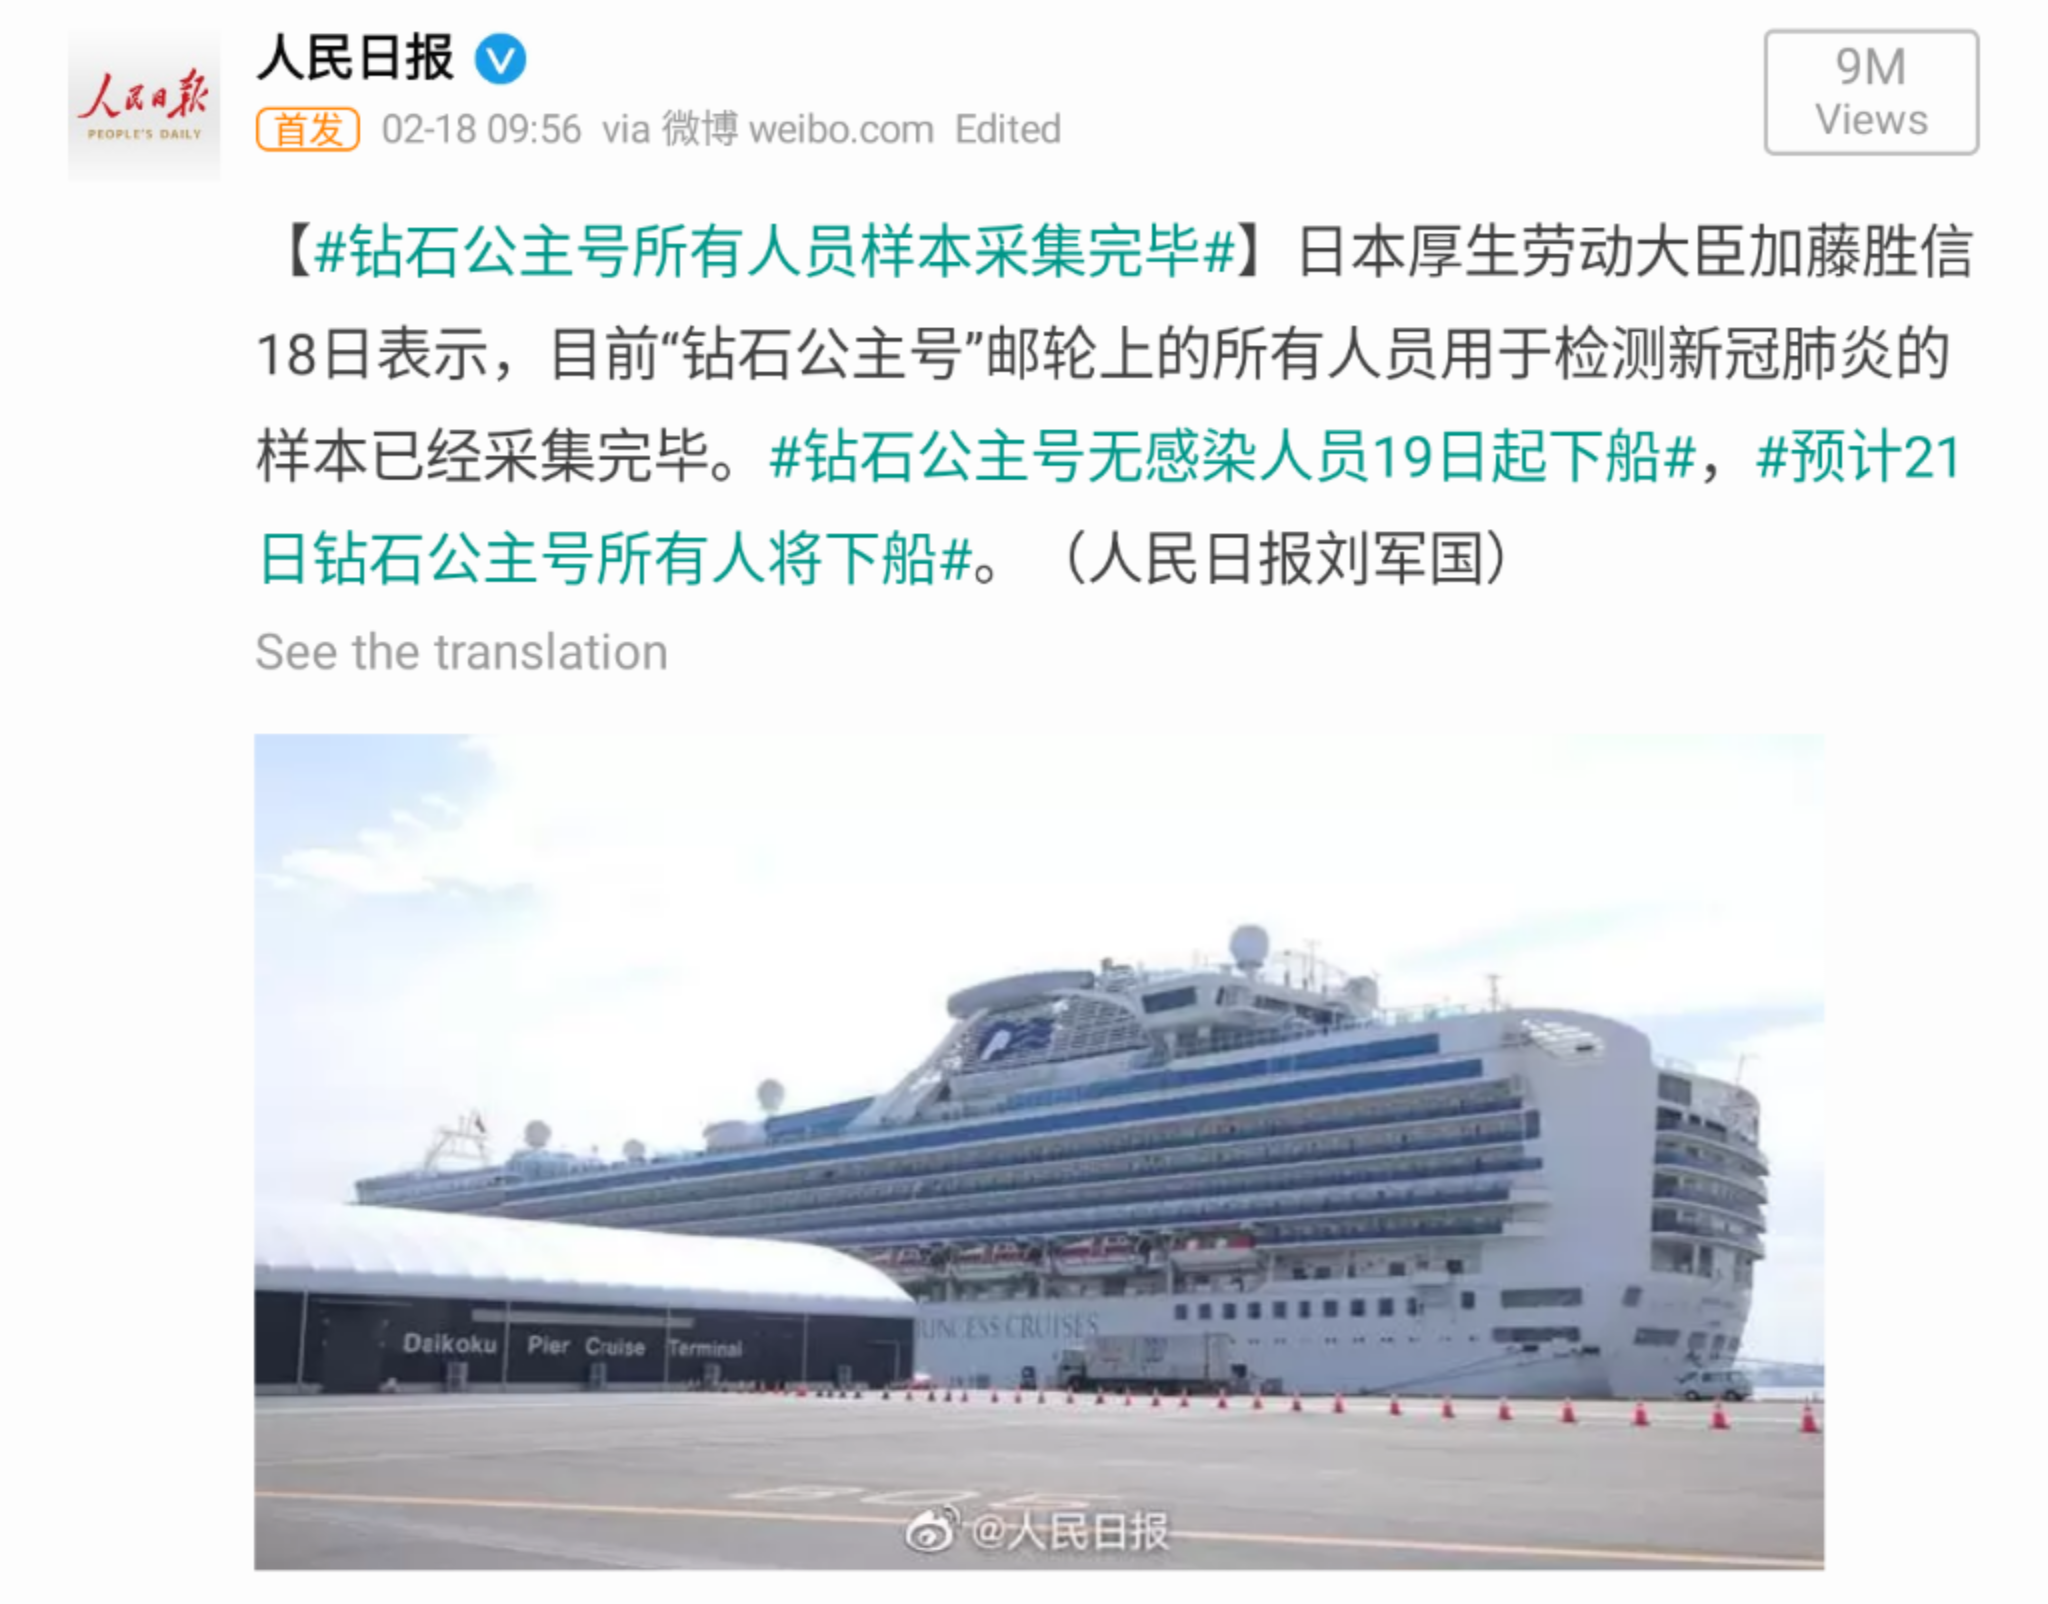 人民日报
PEOPLE'S DAILY
人民日报
首发 02-18 09:56 via 微博 weibo.com Edited
9M
Views
【#钻石公主号所有人员样本采集完毕#】日本厚生劳动大臣加藤胜信
18日表示，目前“钻石公主号”邮轮上的所有人员用于检测新冠肺炎的
样本已经采集完毕。#钻石公主号无感染人员19日起下船#，#预计21
日钻石公主号所有人将下船#。（人民日报刘军国）
See the translation
CRUISES
Daikoku Pier Cruise Terminal
@人民日报